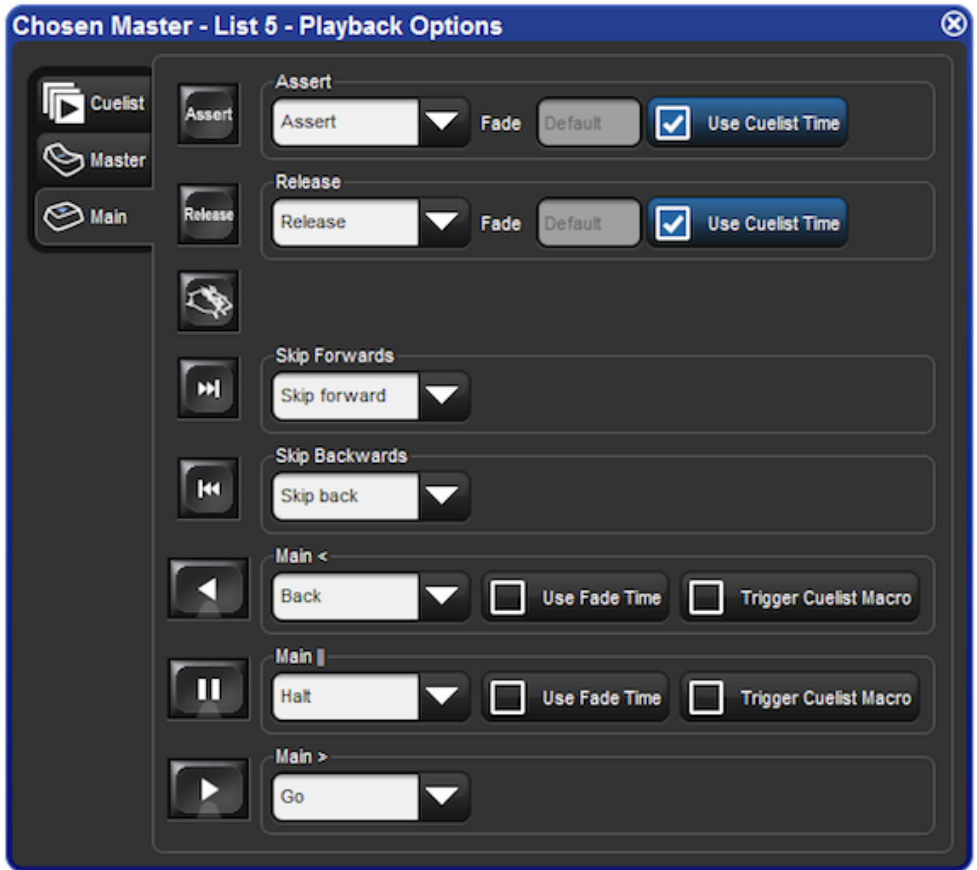 Chosen Master - List 5 - Playback Options
Cuelist
Master
Main
Assert
Assert
Assert
Fade
Default
Use Cuelist Time
Release
Release
Release
Fade
Default
Use Cuelist Time
Skip Forwards
Skip forward
Skip Backwards
Skip back
Main <
Back
Use Fade Time
Trigger Cuelist Macro
Main ||
Halt
Use Fade Time
Trigger Cuelist Macro
Main >
Go